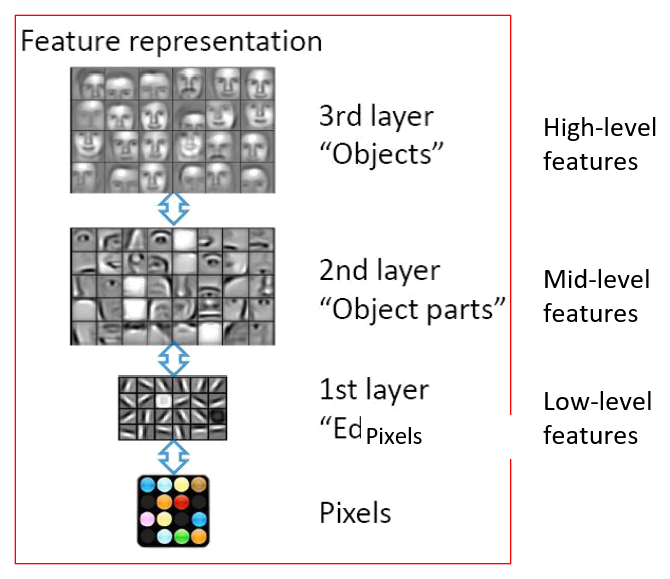 Feature representation
3rd layer
“Objects”
High-level
features
2nd layer
“Object parts”
Mid-level
features
1st layer
“Ed
Pixels
Low-level
features
Pixels